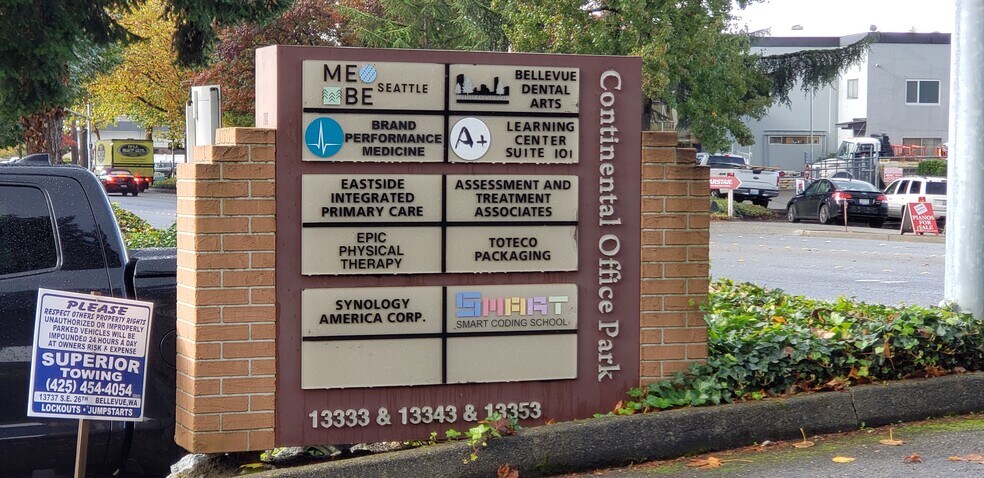 ME
BE SEATTLE
BELLEVUE
DENTAL
ARTS
BRAND
PERFORMANCE
MEDICINE
A+
LEARNING
CENTER
SUITE 101
EASTSIDE
INTEGRATED
PRIMARY CARE
ASSESSMENT AND
TREATMENT
ASSOCIATES
EPIC
PHYSICAL
THERAPY
TOTECO
PACKAGING
SYNOLOGY
AMERICA CORP.
SMART
SMART CODING SCHOOL
Continental Office Park
13333 & 13343 & 13353
PLEASE
RESPECT OTHERS PROPERTY RIGHTS
UNAUTHORIZED OR IMPROPERLY
PARKED VEHICLES WILL BE
IMPOUNDED 24 HOURS A DAY
AT OWNERS RISK & EXPENSE
SUPERIOR
TOWING
(425) 454-4054
13737 S.E. 26th BELLEVUE, WA
LOCKOUTS · JUMPSTARTS
PIANOS
FOR